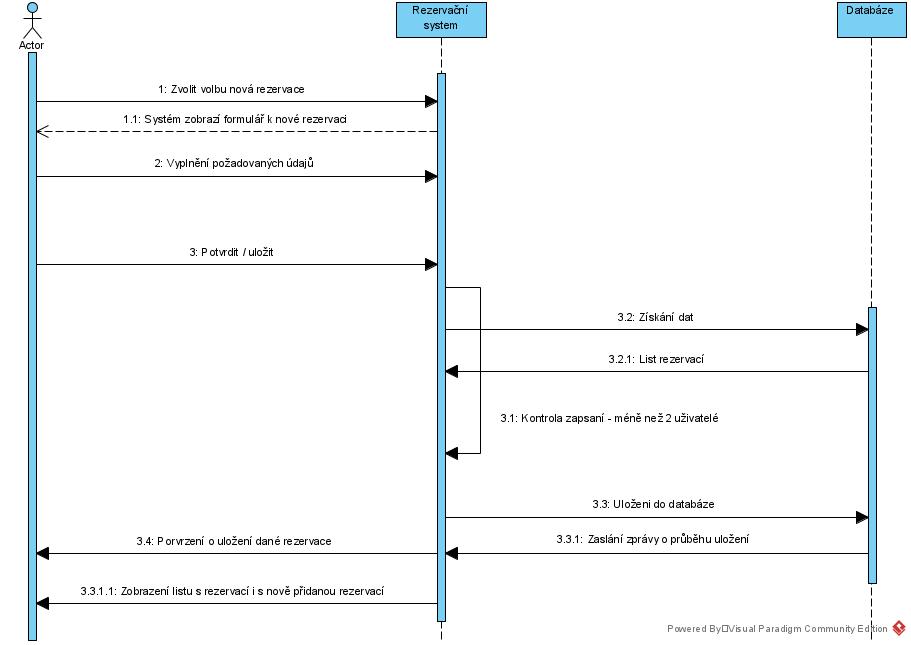 Rezervační
system
Databáze
Actor
1: Zvolit volbu nová rezervace
1.1: Systém zobrazí formulář k nové rezervaci
2: Vyplnění požadovaných údajů
3: Potvrdit / uložit
3.2: Získání dat
3.2.1: List rezervací
3.1: Kontrola zapsaní - méně než 2 uživatelé
3.3: Uloženi do databáze
3.4: Porvrzení o uložení dané rezervace
3.3.1: Zaslání zprávy o průběhu uložení
3.3.1.1: Zobrazení listu s rezervací i s nově přidanou rezervací
Powered By□Visual Paradigm Community Edition